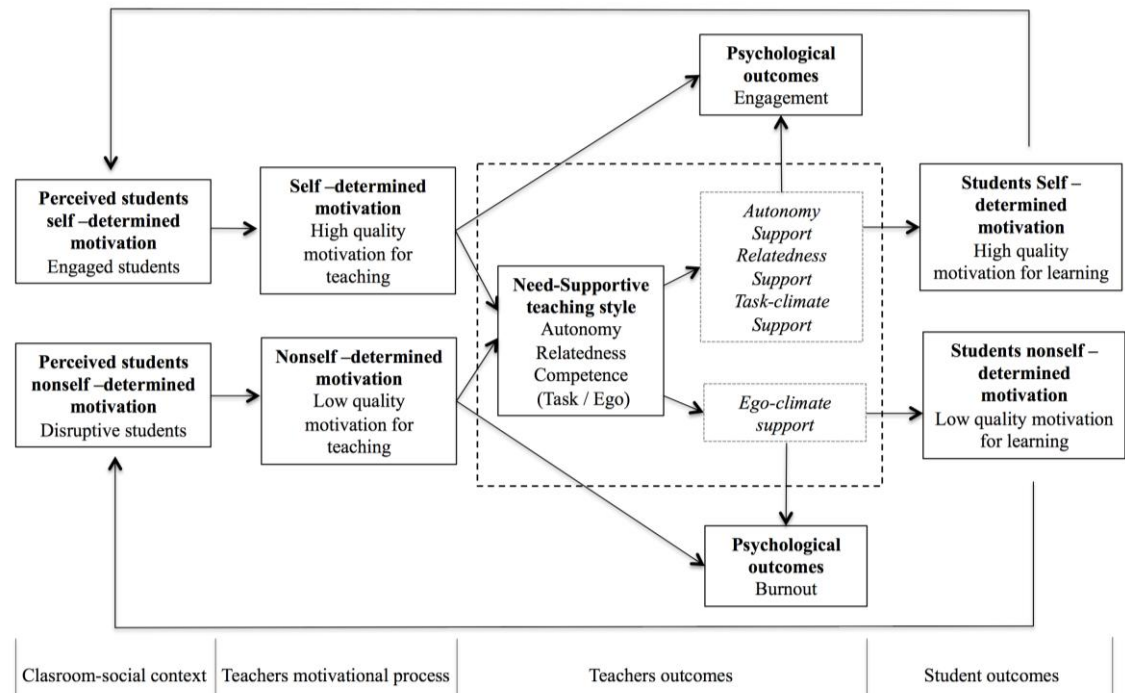 Psychological
outcomes
Engagement
Perceived students
self –determined
motivation
Engaged students
Self –determined
motivation
High quality
motivation for
teaching
Autonomy
Support
Relatedness
Support
Task-climate
Support
Students Self –
determined
motivation
High quality
motivation for learning
Need-Supportive
teaching style
Autonomy
Relatedness
Competence
(Task / Ego)
Perceived students
nonself –determined
motivation
Disruptive students
Nonself –determined
motivation
Low quality
motivation for
teaching
Ego-climate
support
Students nonself –
determined
motivation
Low quality motivation
for learning
Psychological
outcomes
Burnout
Clasroom-social context
Teachers motivational process
Teachers outcomes
Student outcomes